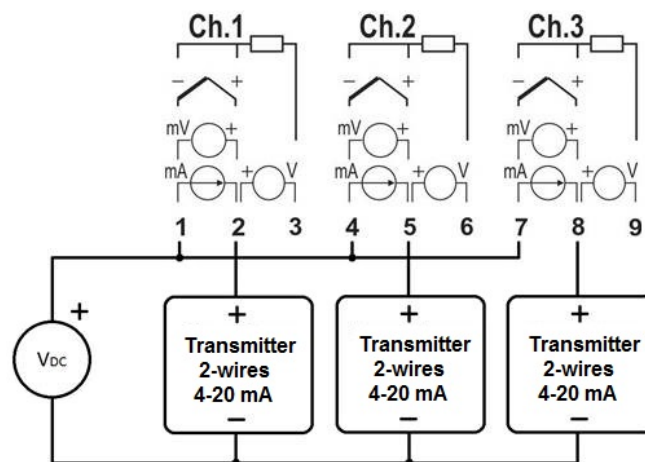 Ch.1 Ch.2 Ch.3
− + − + − +
mV + mV + mV +
mA + V mA + V mA + V
1 2 3 4 5 6 7 8 9
+
+ + +
Transmitter Transmitter Transmitter
VDC 2-wires 2-wires 2-wires
4-20 mA 4-20 mA 4-20 mA
− − −